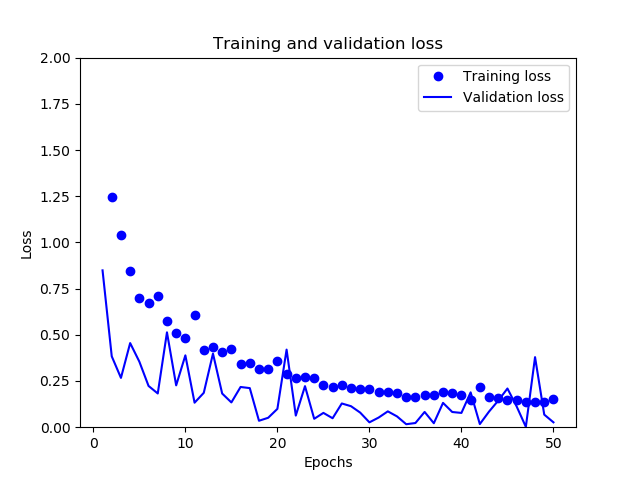 Training and validation loss
2.00
1.75
1.50
1.25
1.00
0.75
0.50
0.25
0.00
Loss
Training loss
Validation loss
0 10 20 30 40 50
Epochs